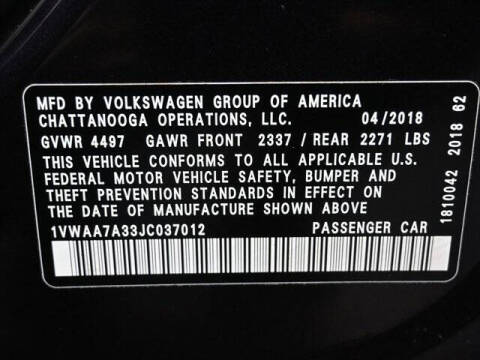 MFD BY VOLKSWAGEN GROUP OF AMERICA
CHATTANOOGA OPERATIONS, LLC. 04/2018
GVWR 4497 GAWR FRONT 2337 / REAR 2271 LBS
THIS VEHICLE CONFORMS TO ALL APPLICABLE U.S.
FEDERAL MOTOR VEHICLE SAFETY, BUMPER AND
THEFT PREVENTION STANDARDS IN EFFECT ON
THE DATE OF MANUFACTURE SHOWN ABOVE
1VWAA7A33JC037012 PASSENGER CAR
1810042 2018 62